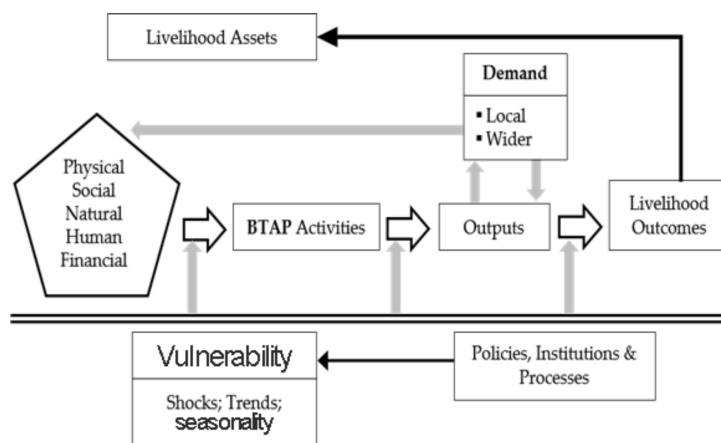 Livelihood Assets
Demand
▪ Local
▪ Wider
Physical
Social
Natural
Human
Financial
BTAP Activities
Outputs
Livelihood
Outcomes
Vulnerability
Shocks; Trends;
seasonality
Policies, Institutions &
Processes